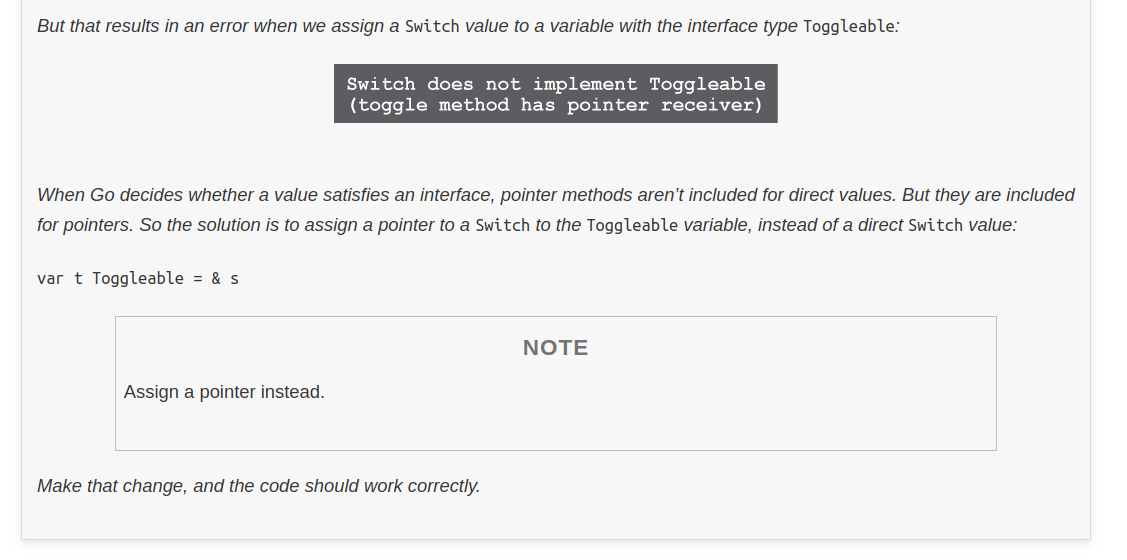 But that results in an error when we assign a Switch value to a variable with the interface type Toggleable:
Switch does not implement Toggleable
(toggle method has pointer receiver)
When Go decides whether a value satisfies an interface, pointer methods aren’t included for direct values. But they are included
for pointers. So the solution is to assign a pointer to a Switch to the Toggleable variable, instead of a direct Switch value:
var t Toggleable = & s
NOTE
Assign a pointer instead.
Make that change, and the code should work correctly.